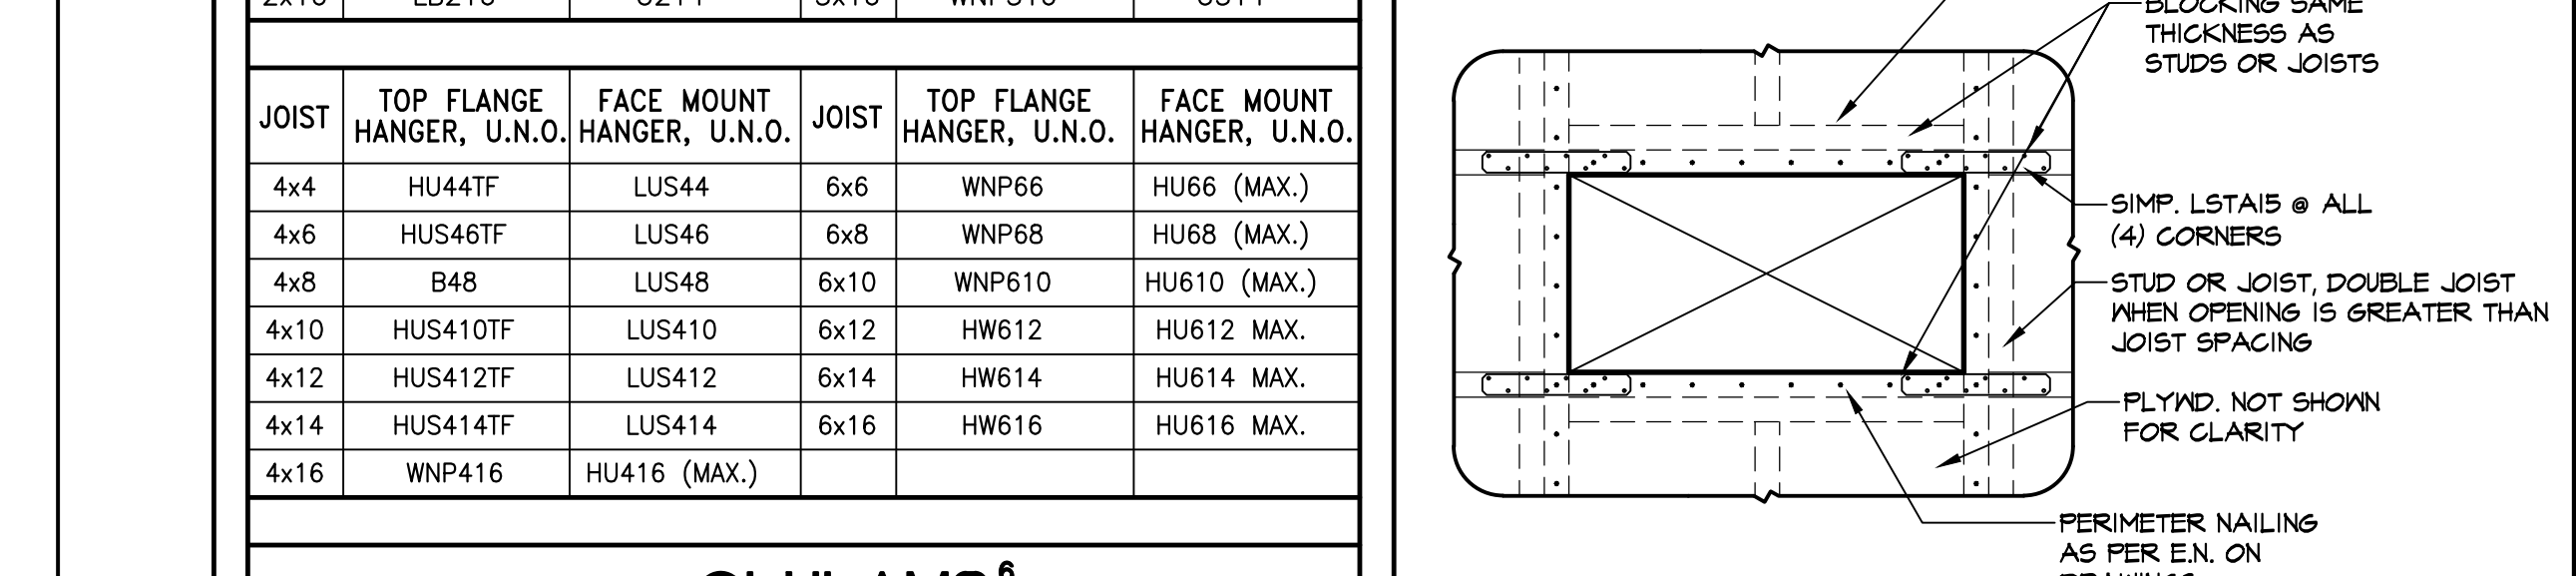 JOIST TOP FLANGE HANGER, U.N.O. FACE MOUNT HANGER, U.N.O. JOIST TOP FLANGE HANGER, U.N.O. FACE MOUNT HANGER, U.N.O.
4x4 HU44TF LUS44 6x6 WNP66 HU66 (MAX.)
4x6 HUS46TF LUS46 6x8 WNP68 HU68 (MAX.)
4x8 B48 LUS48 6x10 WNP610 HU610 (MAX.)
4x10 HUS410TF LUS410 6x12 HW612 HU612 MAX.
4x12 HUS412TF LUS412 6x14 HW614 HU614 MAX.
4x14 HUS414TF LUS414 6x16 HW616 HU616 MAX.
4x16 WNP416 HU416 (MAX.)
BLOCKING SAME
THICKNESS AS
STUDS OR JOISTS
SIMP. LSTA15 @ ALL
(4) CORNERS
STUD OR JOIST, DOUBLE JOIST
WHEN OPENING IS GREATER THAN
JOIST SPACING
PLYWD. NOT SHOWN
FOR CLARITY
PERIMETER NAILING
AS PER E.N. ON